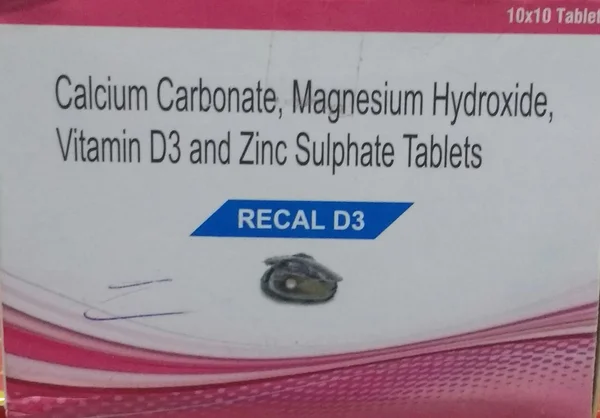 10x10 Tablet
Calcium Carbonate, Magnesium Hydroxide,
Vitamin D3 and Zinc Sulphate Tablets
RECAL D3